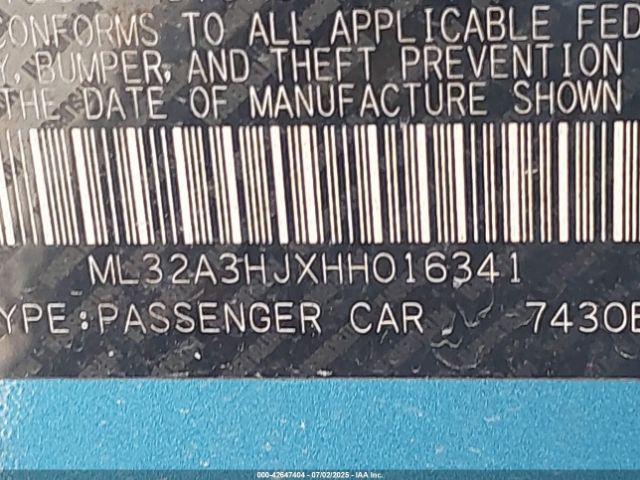 CONFORMS TO ALL APPLICABLE FED
Y, BUMPER, AND THEFT PREVENTION
THE DATE OF MANUFACTURE SHOWN
ML32A3HJXHH016341
YPE:PASSENGER CAR 7430E
000-42647404 - 07/02/2025 - IAA Inc.